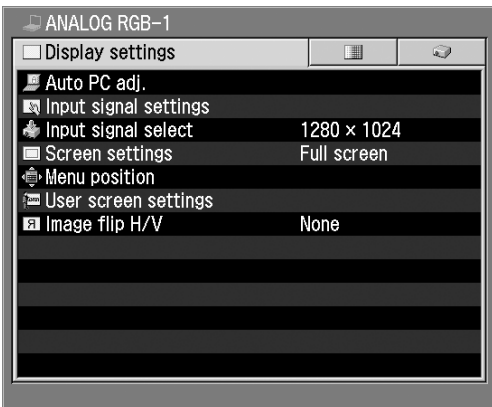 ANALOG RGB-1
Display settings
Auto PC adj.
Input signal settings
Input signal select 1280 × 1024
Screen settings Full screen
Menu position
User screen settings
Image flip H/V None